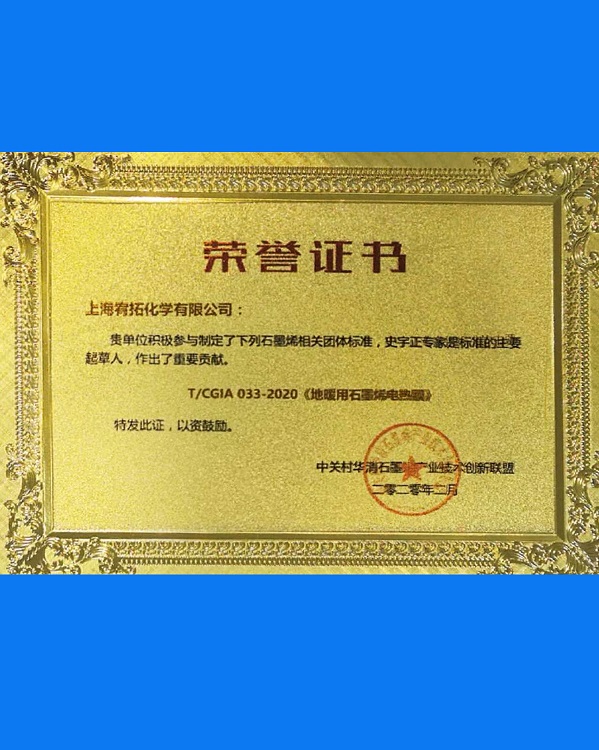 荣誉证书
上海宥拓化学有限公司：
贵单位积极参与制定了下列石墨烯相关团体标准，史宇正专家是标准的主要
起草人，作出了重要贡献。
T/CGIA 033-2020《地暖用石墨烯电热膜》
特发此证，以资鼓励。
中关村华清石墨烯产业技术创新联盟
二零二零年二月